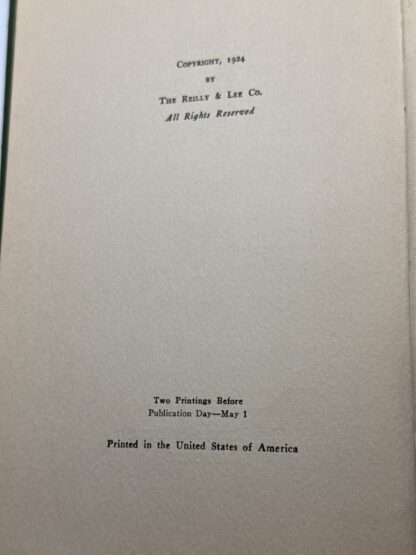 Copyright, 1924
by
The Reilly & Lee Co.
All Rights Reserved
Two Printings Before
Publication Day—May 1
Printed in the United States of America